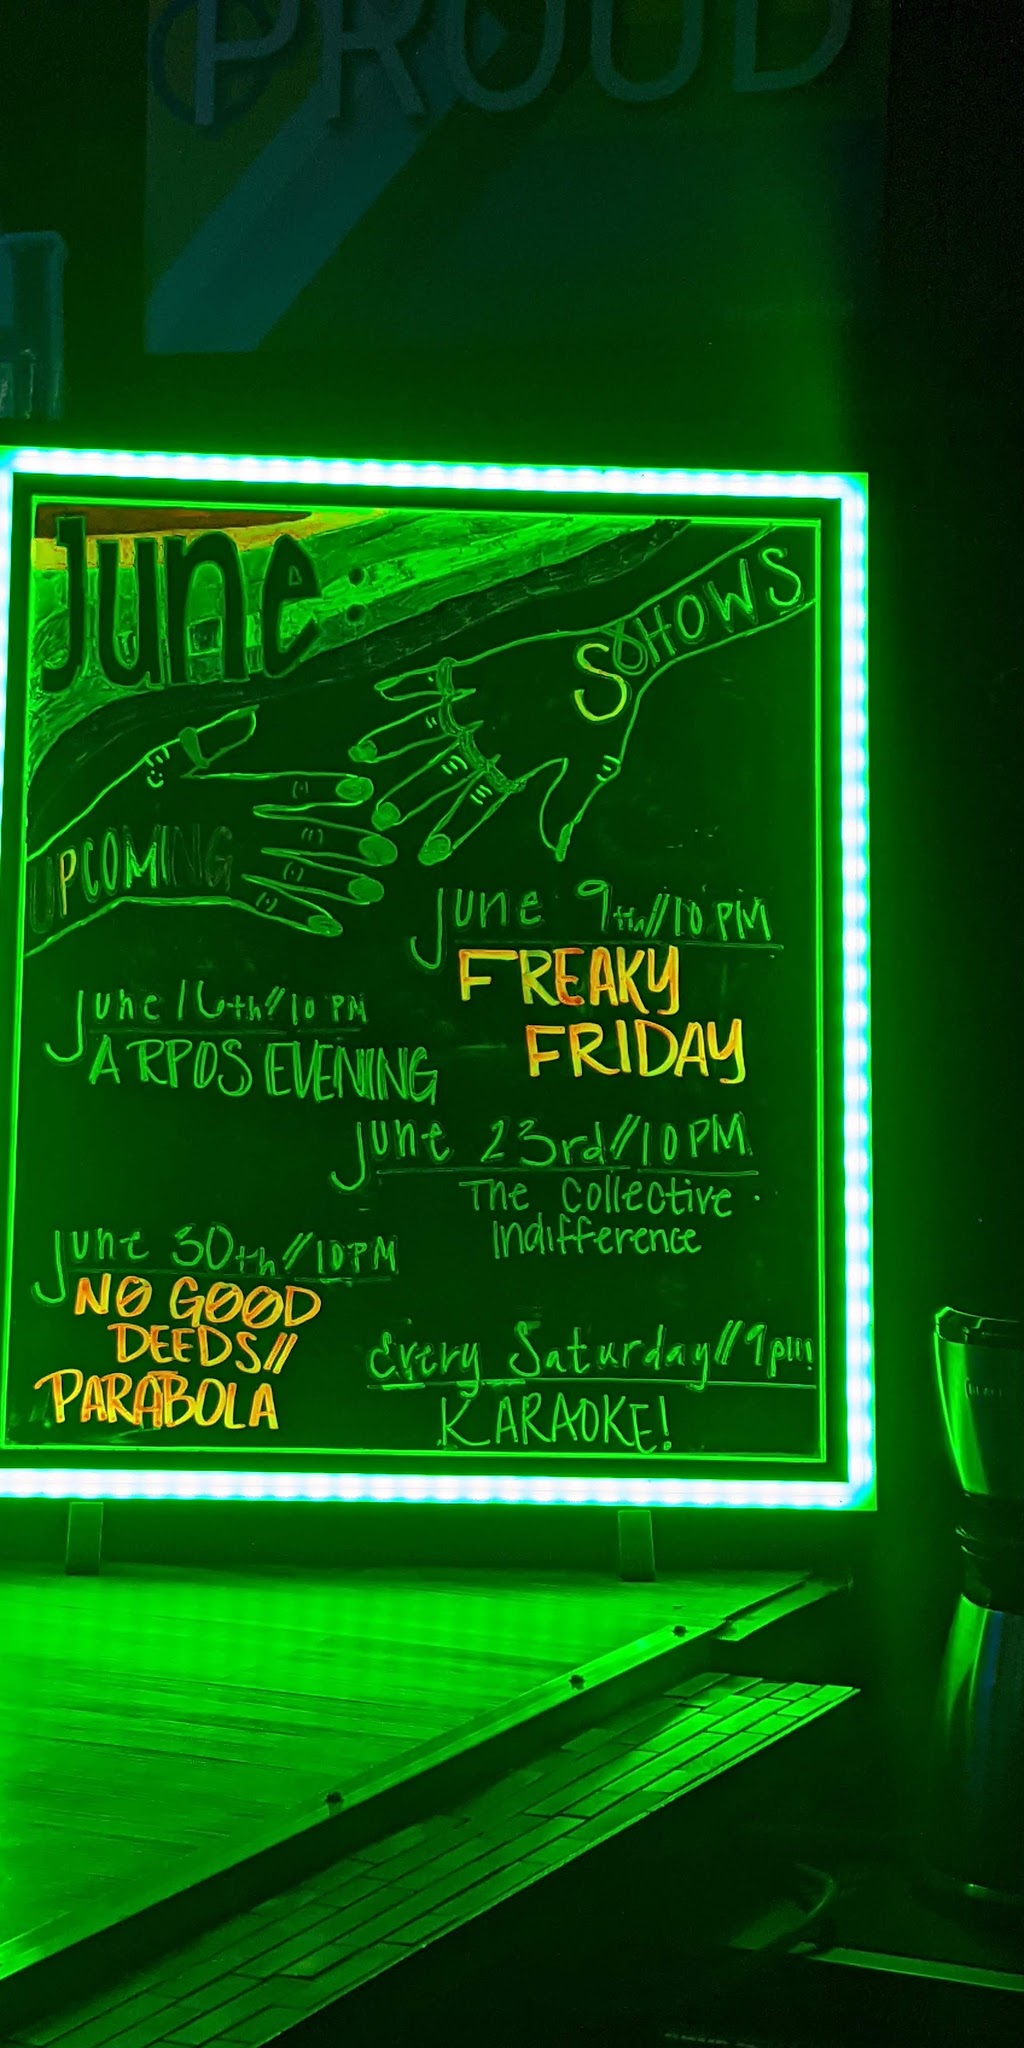 PROUD
June:
SHOWS
UPCOMING
June 9th//10 PM
FREAKY
FRIDAY
June 16th//10 PM
ARPOS EVENING
June 23rd//10PM
The Collective
Indifference
June 30th//10PM
NO GOOD
DEEDS//
PARABOLA
Every Saturday//9pm
KARAOKE!